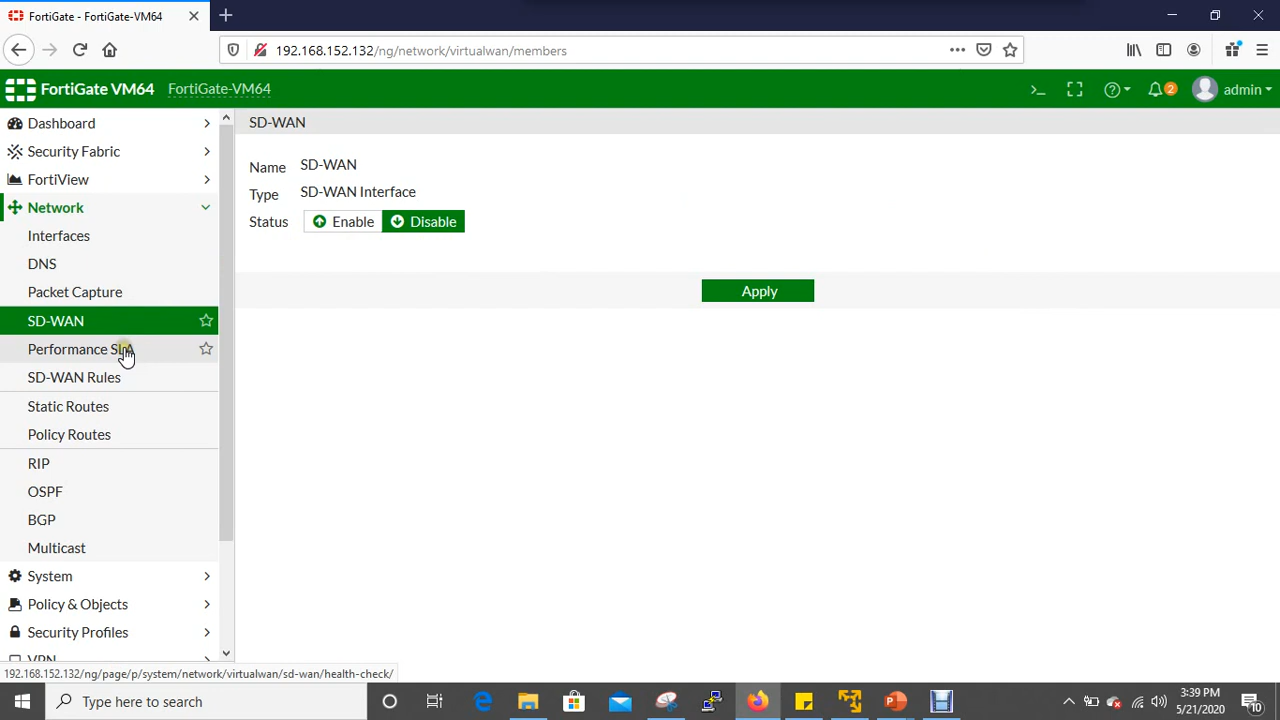 FortiGate - FortiGate-VM64
192.168.152.132/ng/network/virtualwan/members
FortiGate VM64
FortiGate-VM64
2
admin
Dashboard
Security Fabric
FortiView
Network
Interfaces
DNS
Packet Capture
SD-WAN
Performance SLA
SD-WAN Rules
Static Routes
Policy Routes
RIP
OSPF
BGP
Multicast
System
Policy & Objects
Security Profiles
VPN
SD-WAN
Name SD-WAN
Type SD-WAN Interface
Status Enable Disable
Apply
192.168.152.132/ng/page/p/system/network/virtualwan/sd-wan/health-check/
Type here to search
3:39 PM
5/21/2020
10